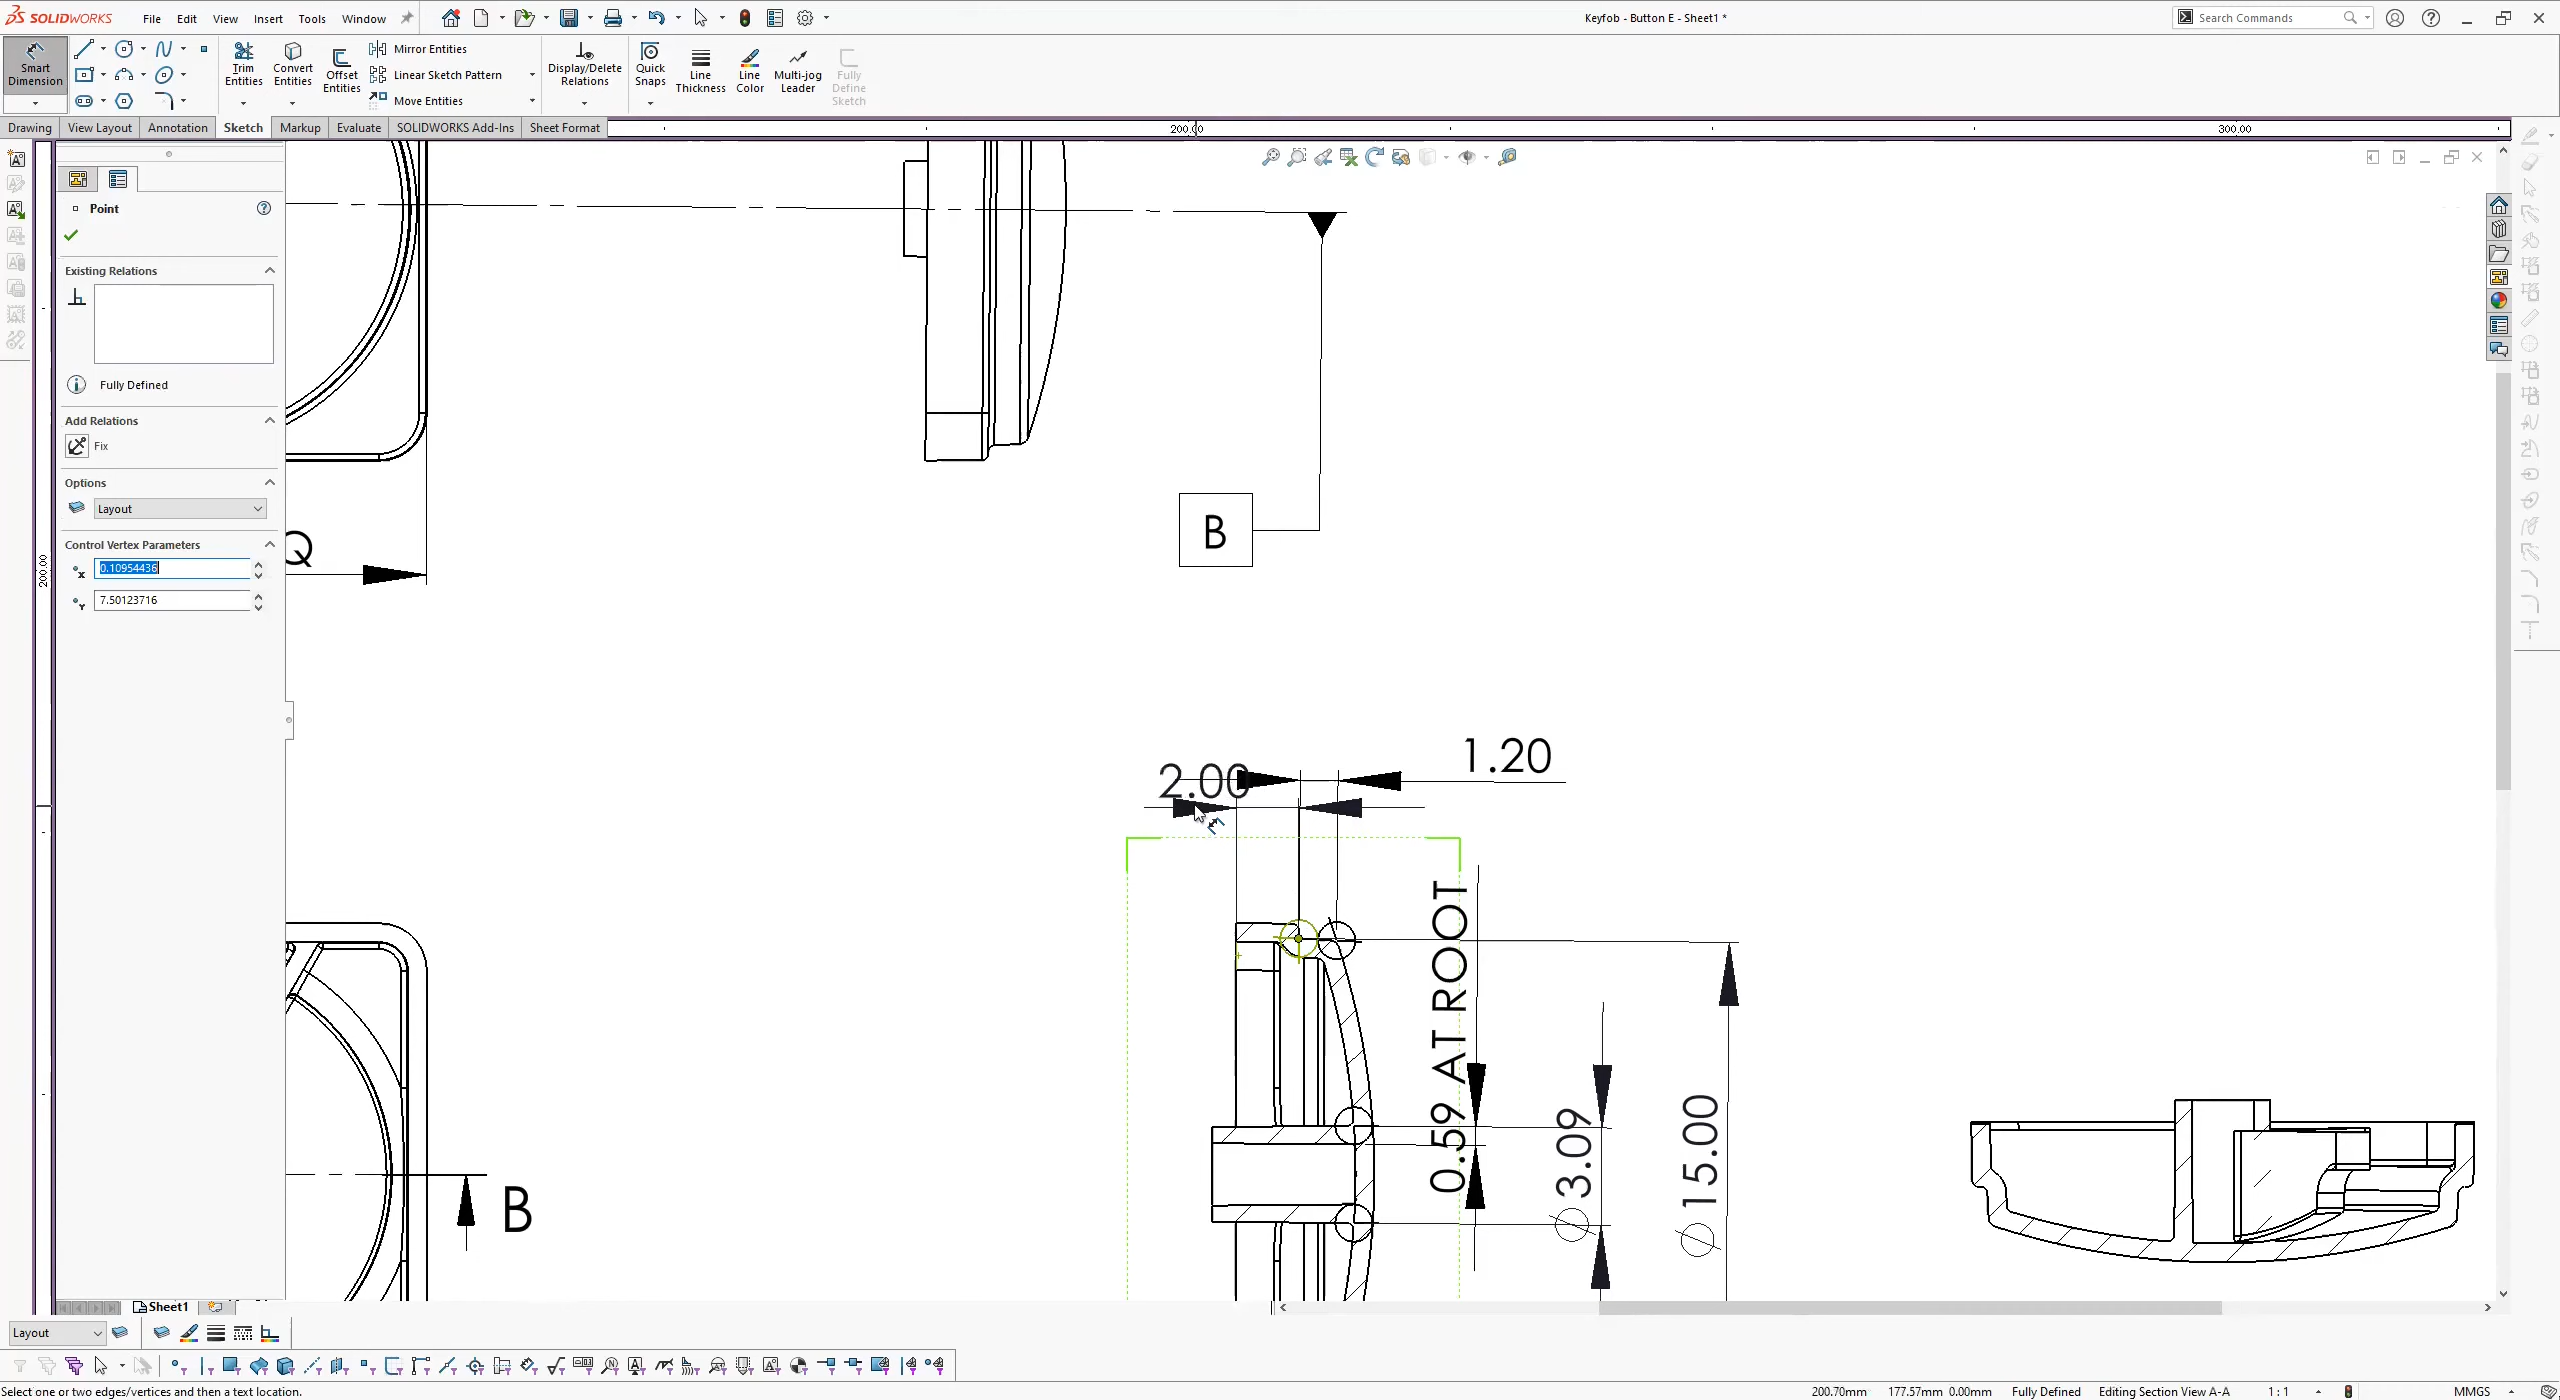 SOLIDWORKS File Edit View Insert Tools Window Keyfob - Button E - Sheet1 * Search Commands
Smart Dimension
Trim Entities
Convert Entities
Offset Entities
Mirror Entities
Linear Sketch Pattern
Move Entities
Display/Delete Relations
Quick Snaps
Line Thickness
Line Color
Multi-jog Leader
Fully Define Sketch
Drawing View Layout Annotation Sketch Markup Evaluate SOLIDWORKS Add-Ins Sheet Format
200.00 300.00
Point
Existing Relations
Fully Defined
Add Relations
Fix
Options
Layout
Control Vertex Parameters
0.10954436
7.50123716
200.00
Q
B
2.00
1.20
0.59 AT ROOT
∅ 3.09
∅ 15.00
B
Sheet1
Layout
Select one or two edges/vertices and then a text location. 200.70mm 177.57mm 0.00mm Fully Defined Editing Section View A-A 1 : 1 MMGS